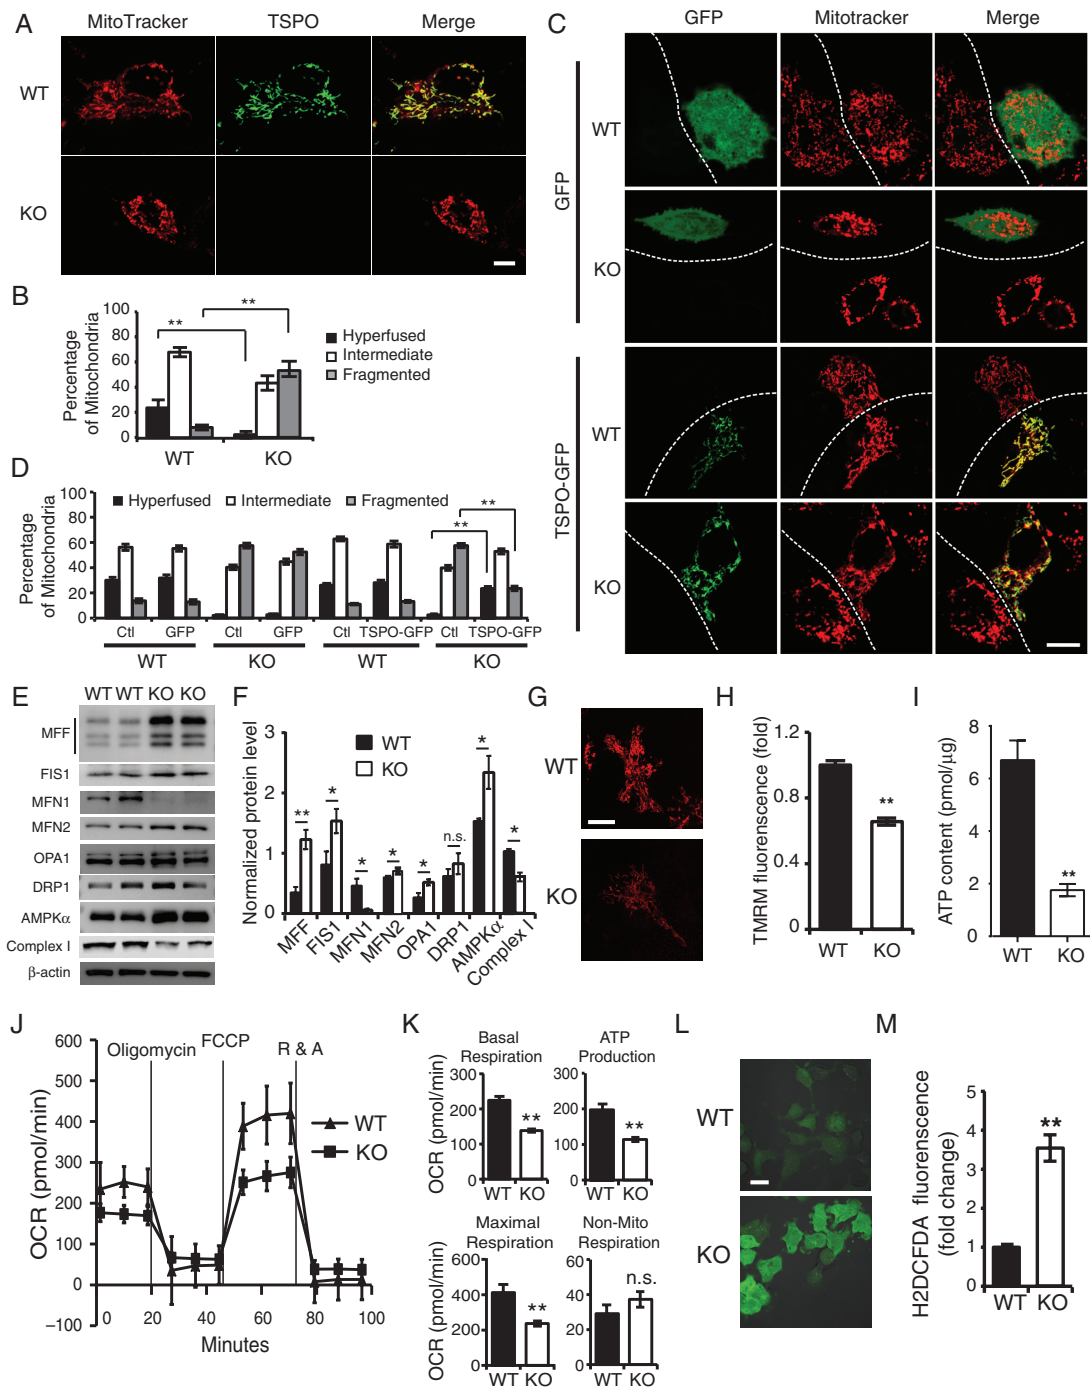 A
MitoTracker TSPO Merge
WT
KO
B
Percentage of Mitochondria
100
80
60
40
20
0
** **
Hyperfused
Intermediate
Fragmented
WT KO
C
GFP Mitotracker Merge
GFP
WT
KO
TSPO-GFP
WT
KO
D
Percentage of Mitochondria
100
80
60
40
20
0
Hyperfused Intermediate Fragmented
** **
Ctl GFP Ctl GFP Ctl TSPO-GFP Ctl TSPO-GFP
WT KO WT KO
E
WT WT KO KO
MFF
FIS1
MFN1
MFN2
OPA1
DRP1
AMPKα
Complex I
β-actin
F
Normalized protein level
3
2
1
0
WT
KO
** * * * * n.s. * *
MFF FIS1 MFN1 MFN2 OPA1 DRP1 AMPKα Complex I
G
WT
KO
H
TMRM fluorenscence (fold)
1.2
0.8
0.4
0
**
WT KO
I
ATP content (pmol/μg)
8
6
4
2
0
**
WT KO
J
OCR (pmol/min)
600
500
400
300
200
100
0
−100
Oligomycin FCCP R & A
WT
KO
0 20 40 60 80 100
Minutes
K
Basal Respiration
OCR (pmol/min)
300
200
100
0
**
WT KO
ATP Production
300
200
100
0
**
WT KO
Maximal Respiration
OCR (pmol/min)
600
400
200
0
**
WT KO
Non-Mito Respiration
60
40
20
0
n.s.
WT KO
L
WT
KO
M
H2DCFDA fluorescence (fold change)
5
4
3
2
1
0
**
WT KO